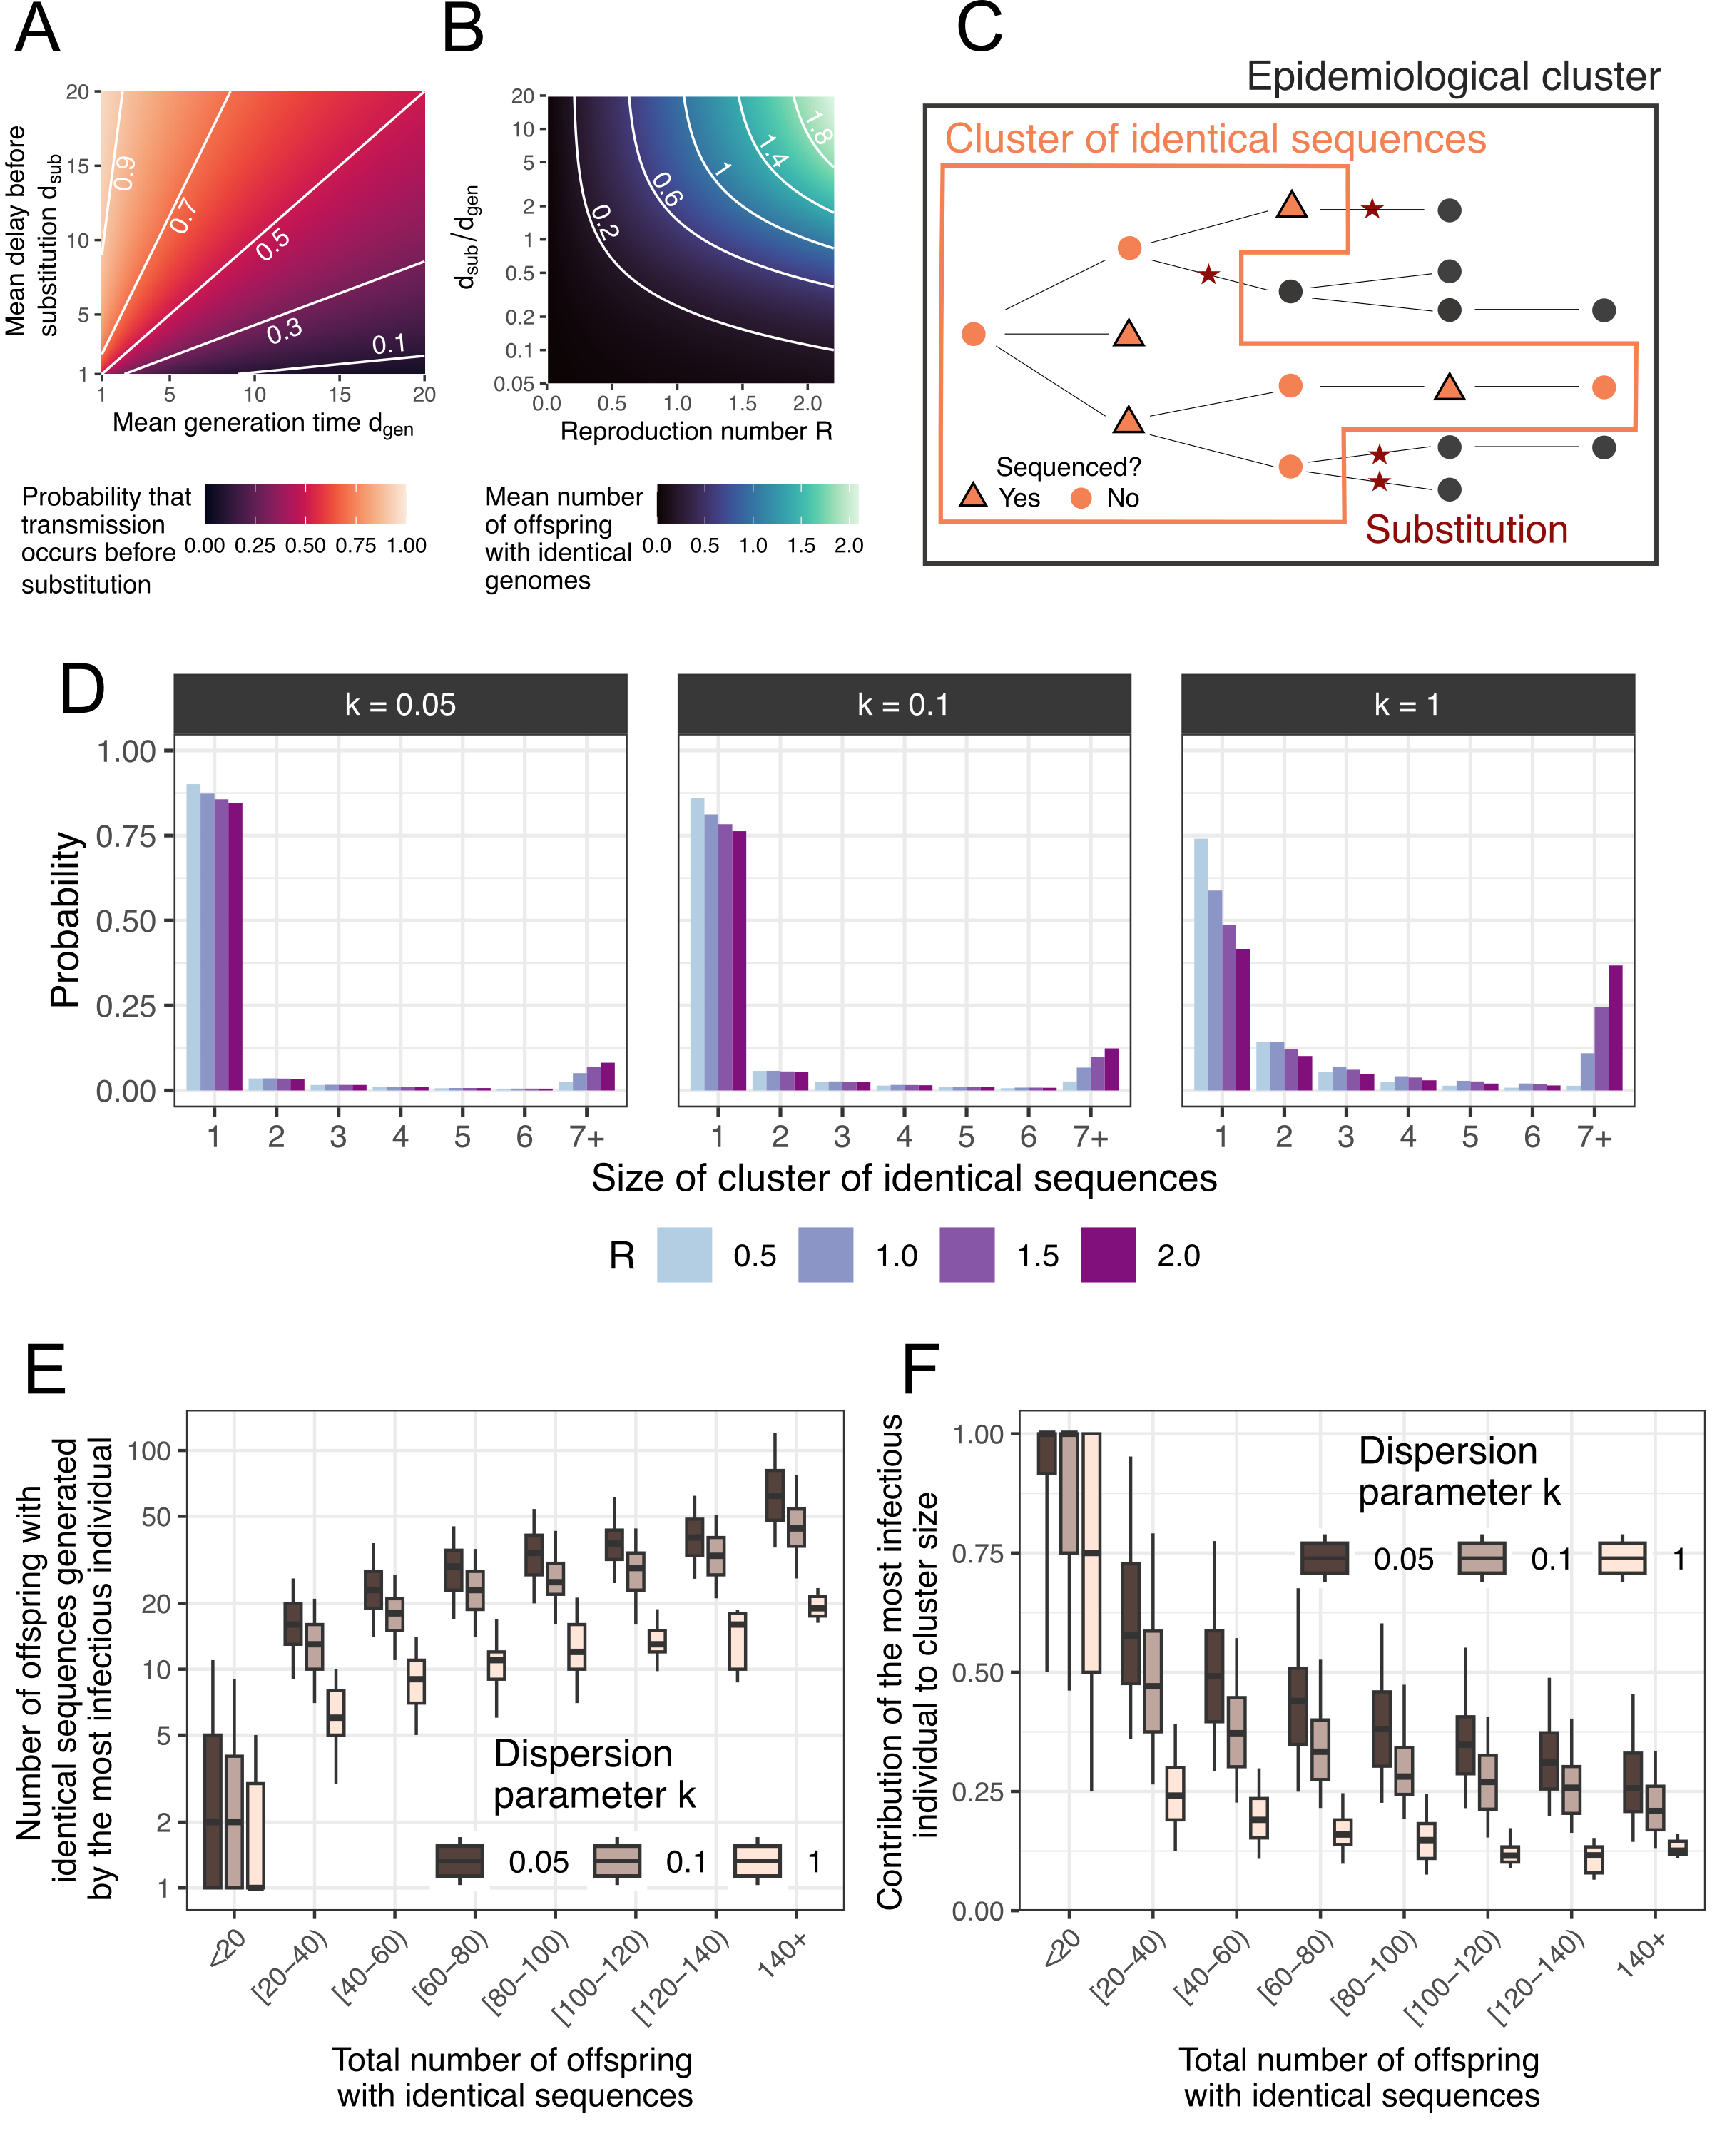 A
20
15
10
5
1
Mean delay before
substitution dsub
0.9
0.7
0.5
0.3
0.1
1
5
10
15
20
Mean generation time dgen
Probability that
transmission
occurs before
substitution
0.00 0.25 0.50 0.75 1.00
B
20
10
5
2
1
0.5
0.2
0.1
0.05
dsub/dgen
0.2
0.6
1
1.4
1.8
0.0 0.5 1.0 1.5 2.0
Reproduction number R
Mean number
of offspring
with identical
genomes
0.0 0.5 1.0 1.5 2.0
C
Epidemiological cluster
Cluster of identical sequences
Sequenced?
Yes No
Substitution
D
k = 0.05
k = 0.1
k = 1
1.00
0.75
0.50
0.25
0.00
Probability
1 2 3 4 5 6 7+
1 2 3 4 5 6 7+
1 2 3 4 5 6 7+
Size of cluster of identical sequences
R 0.5 1.0 1.5 2.0
E
Number of offspring with
identical sequences generated
by the most infectious individual
100
50
20
10
5
2
1
Dispersion
parameter k
0.05 0.1 1
<20
[20−40)
[40−60)
[60−80)
[80−100)
[100−120)
[120−140)
140+
Total number of offspring
with identical sequences
F
Contribution of the most infectious
individual to cluster size
1.00
0.75
0.50
0.25
0.00
Dispersion
parameter k
0.05 0.1 1
<20
[20−40)
[40−60)
[60−80)
[80−100)
[100−120)
[120−140)
140+
Total number of offspring
with identical sequences